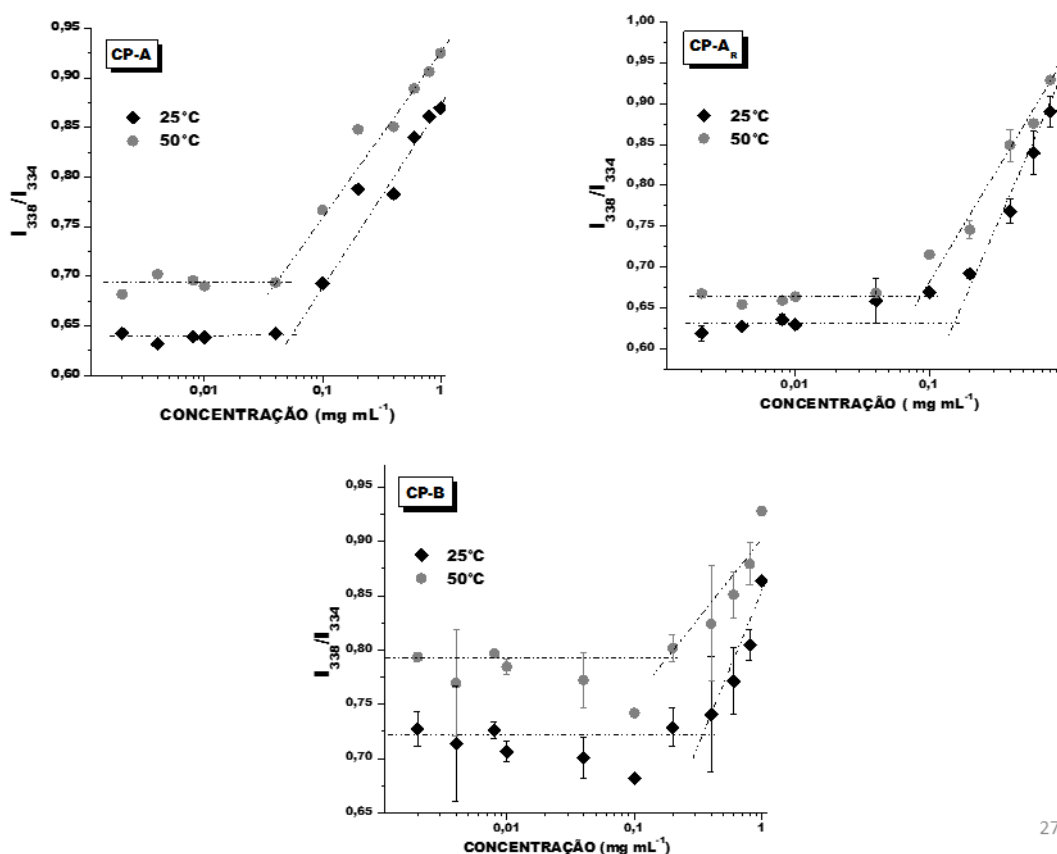 0,95
0,90
0,85
0,80
0,75
0,70
0,65
0,60
I338/I334
CP-A
25°C
50°C
0,01
0,1
1
CONCENTRAÇÃO (mg mL-1)
1,00
0,95
0,90
0,85
0,80
0,75
0,70
0,65
0,60
I338/I334
CP-AR
25°C
50°C
0,01
0,1
CONCENTRAÇÃO ( mg mL-1)
0,95
0,90
0,85
0,80
0,75
0,70
0,65
I338/I334
CP-B
25°C
50°C
0,01
0,1
1
CONCENTRAÇÃO (mg mL-1)
27